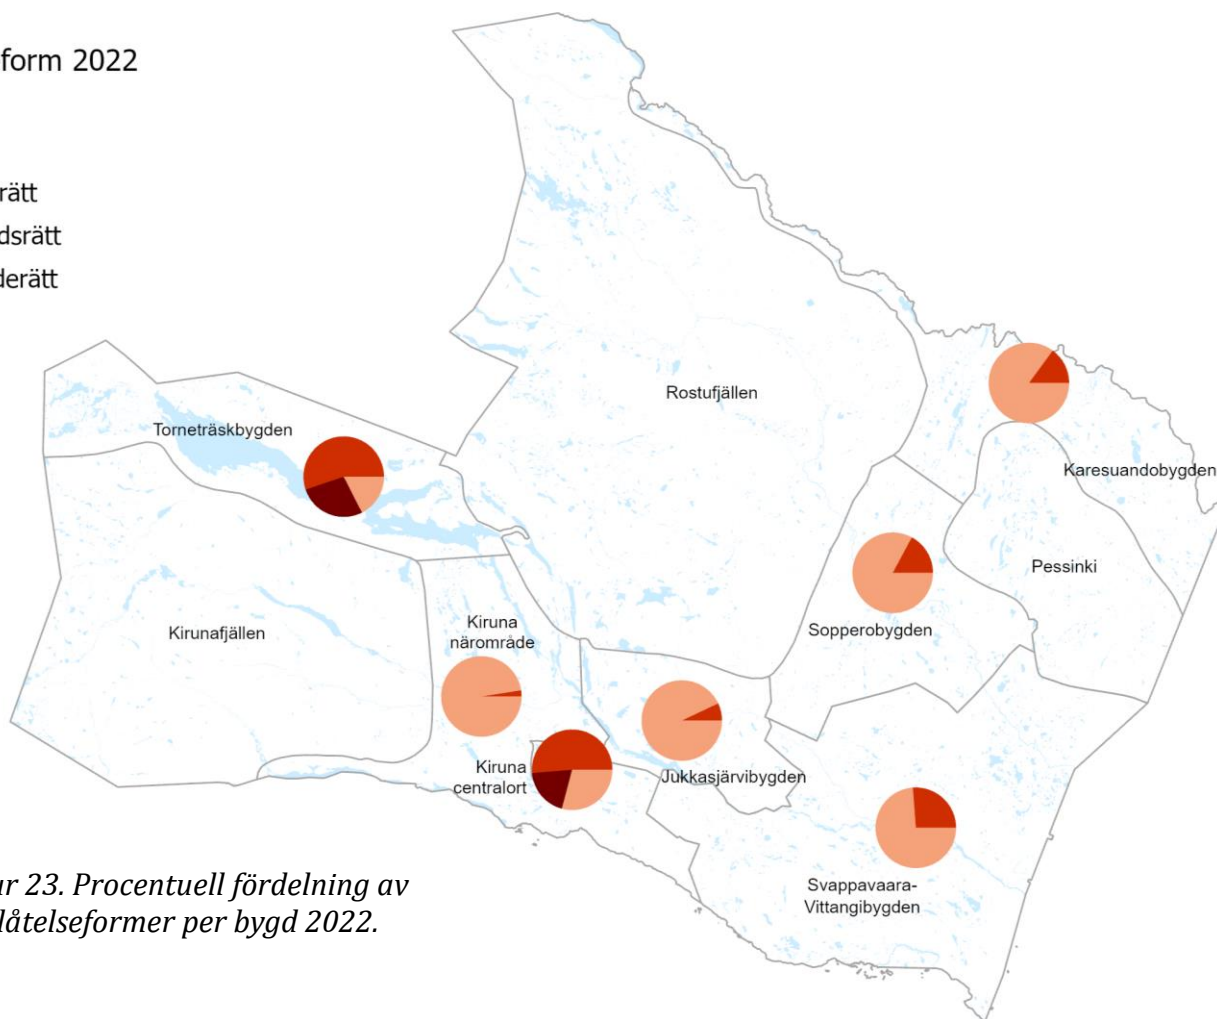 form 2022
rätt
dsrätt
derätt
Rostufjällen
Torneträskbygden
Karesuandobygden
Pessinki
Kirunafjällen
Kiruna
närområde
Sopperobygden
Kiruna
centralort
Jukkasjärvibygden
Svappavaara-
Vittangibygden
ur 23. Procentuell fördelning av
låtelseformer per bygd 2022.